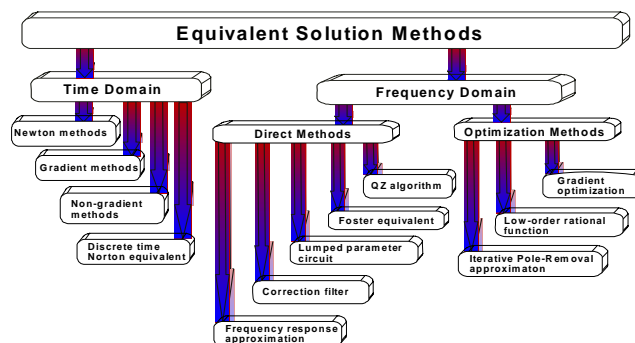 Equivalent Solution Methods
Time Domain
Frequency Domain
Newton methods
Gradient methods
Non-gradient
methods
Discrete time
Norton equivalent
Direct Methods
Optimization Methods
QZ algorithm
Foster equivalent
Lumped parameter
circuit
Correction filter
Frequency response
approximation
Gradient
optimization
Low-order rational
function
Iterative Pole-Removal
approximaton